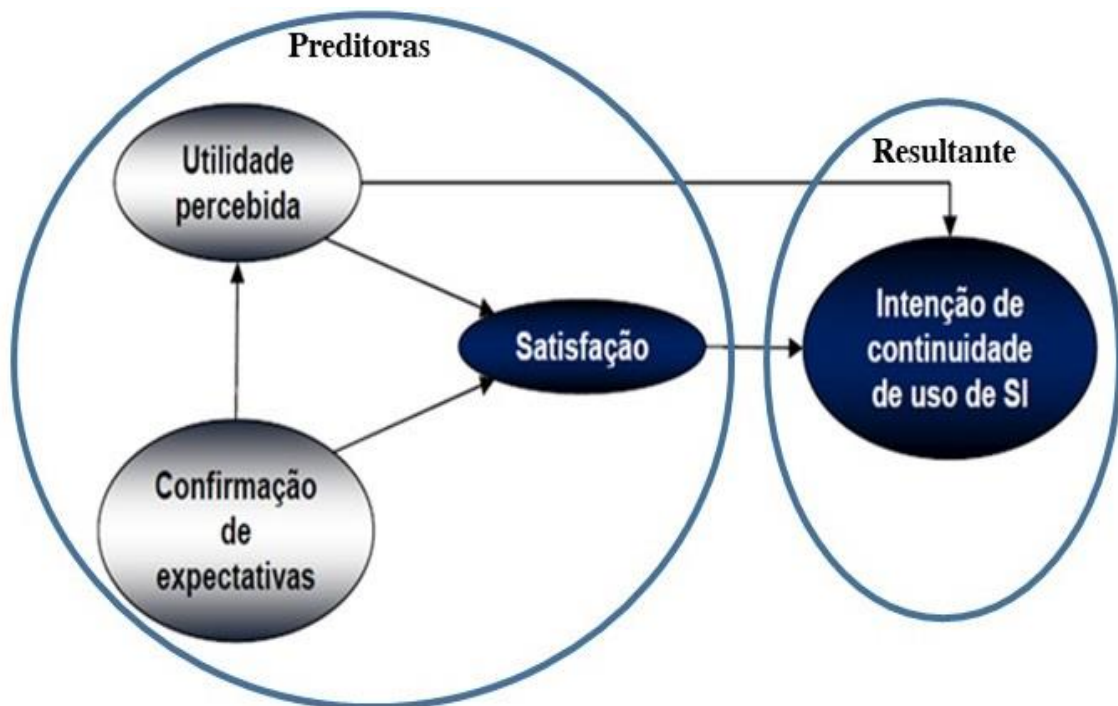 Preditoras
Utilidade
percebida
Confirmação
de
expectativas
Satisfação
Resultante
Intenção de
continuidade
de uso de SI